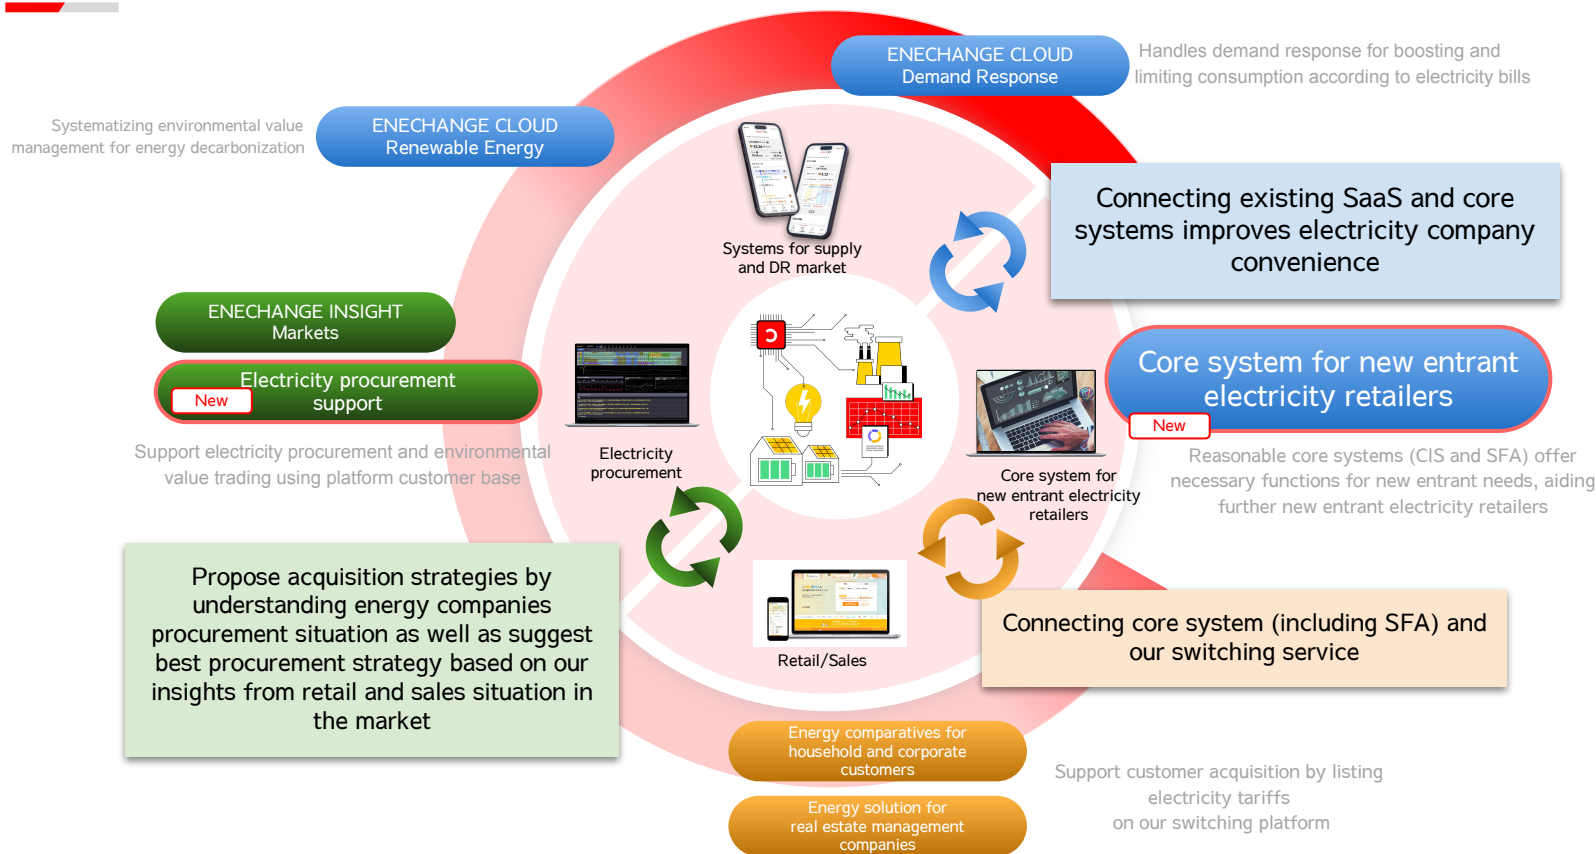 ENECHANGE CLOUD
Demand Response
Handles demand response for boosting and
limiting consumption according to electricity bills
Systematizing environmental value
management for energy decarbonization
ENECHANGE CLOUD
Renewable Energy
Connecting existing SaaS and core
systems improves electricity company
convenience
Systems for supply
and DR market
ENECHANGE INSIGHT
Markets
Electricity procurement
support
New
Support electricity procurement and environmental
value trading using platform customer base
Electricity
procurement
Core system for new entrant
electricity retailers
New
Core system for
new entrant electricity
retailers
Reasonable core systems (CIS and SFA) offer
necessary functions for new entrant needs, aiding
further new entrant electricity retailers
Propose acquisition strategies by
understanding energy companies
procurement situation as well as suggest
best procurement strategy based on our
insights from retail and sales situation in
the market
Retail/Sales
Connecting core system (including SFA) and
our switching service
Energy comparatives for
household and corporate
customers
Energy solution for
real estate management
companies
Support customer acquisition by listing
electricity tariffs
on our switching platform